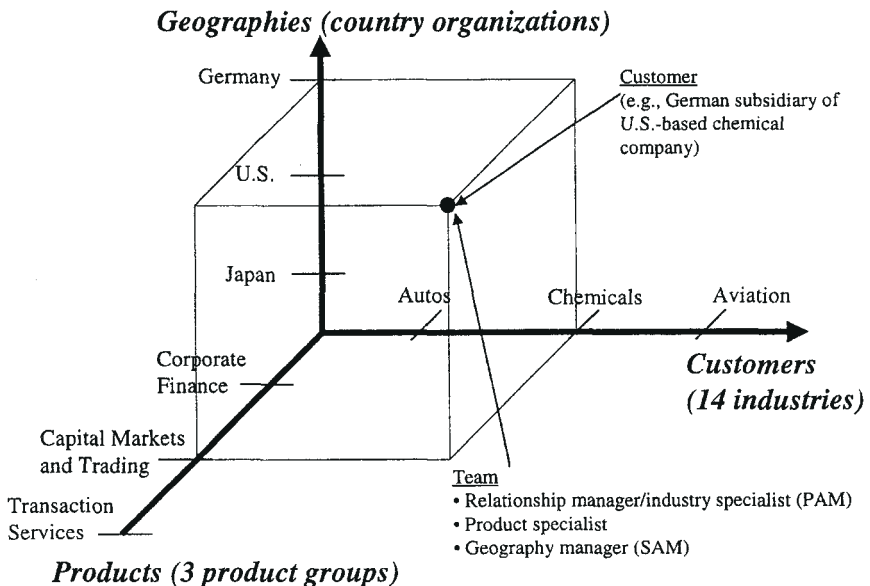 Geographies (country organizations)
Germany
Customer
(e.g., German subsidiary of
U.S.-based chemical
company)
U.S.
Japan
Autos
Chemicals
Aviation
Customers
(14 industries)
Corporate
Finance
Capital Markets
and Trading
Transaction
Services
Team
• Relationship manager/industry specialist (PAM)
• Product specialist
• Geography manager (SAM)
Products (3 product groups)